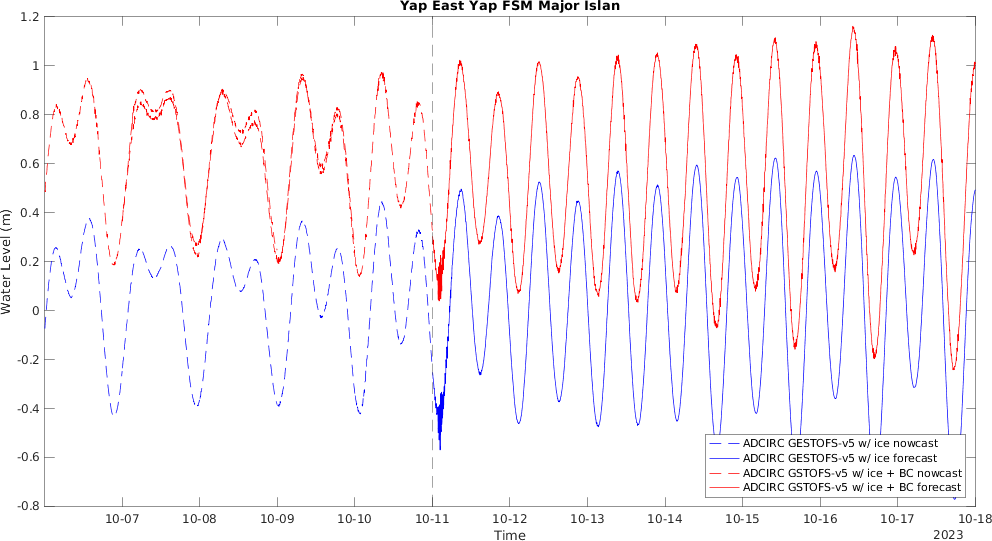 Yap East Yap FSM Major Islan
Water Level (m)
1.2
1
0.8
0.6
0.4
0.2
0
-0.2
-0.4
-0.6
-0.8
ADCIRC GESTOFS-v5 w/ ice nowcast
ADCIRC GESTOFS-v5 w/ ice forecast
ADCIRC GSTOFS-v5 w/ ice + BC nowcast
ADCIRC GSTOFS-v5 w/ ice + BC forecast
10-07 10-08 10-09 10-10 10-11 10-12 10-13 10-14 10-15 10-16 10-17 10-18
Time
2023